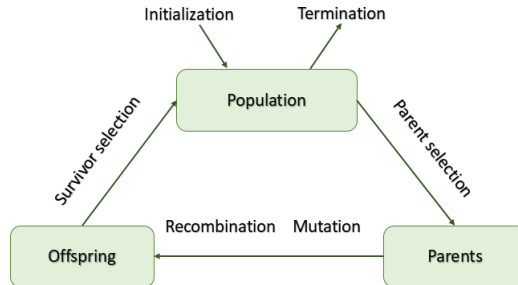 Initialization
Termination
Population
Survivor selection
Parent selection
Recombination
Mutation
Offspring
Parents